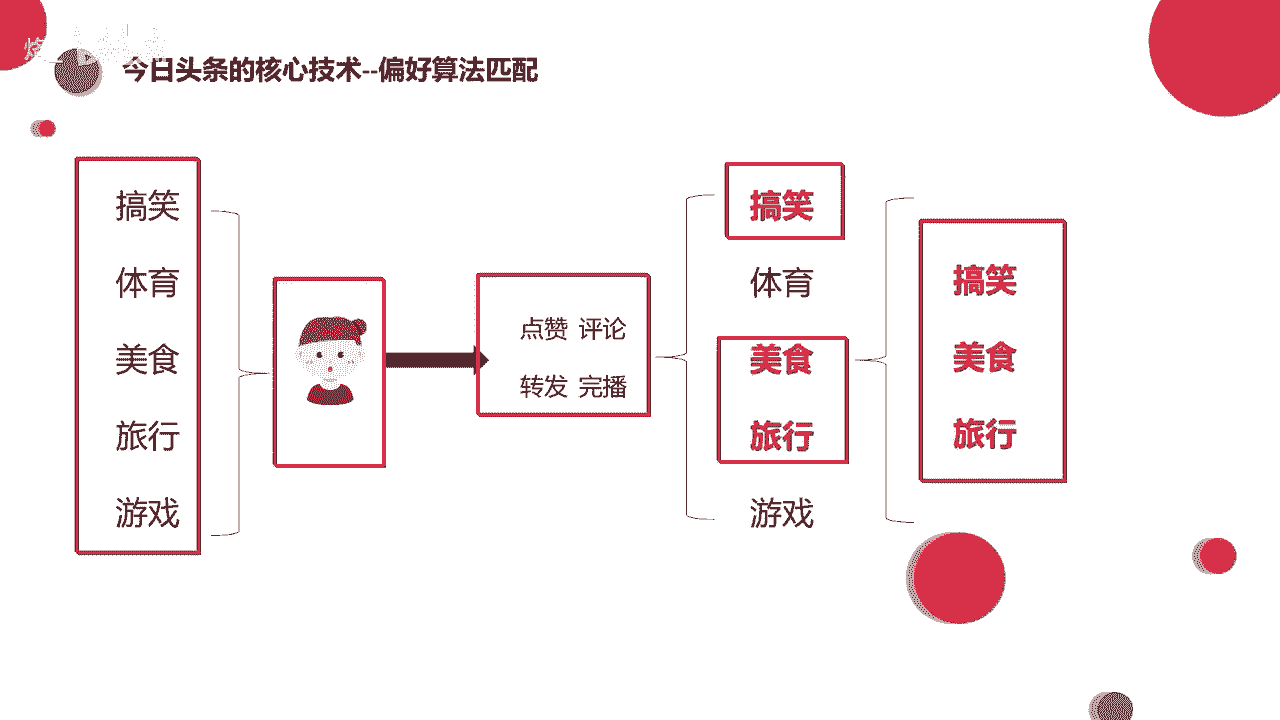 今日头条的核心技术--偏好算法匹配
搞笑
体育
美食
旅行
游戏
点赞 评论
转发 完播
搞笑
体育
美食
旅行
游戏
搞笑
美食
旅行